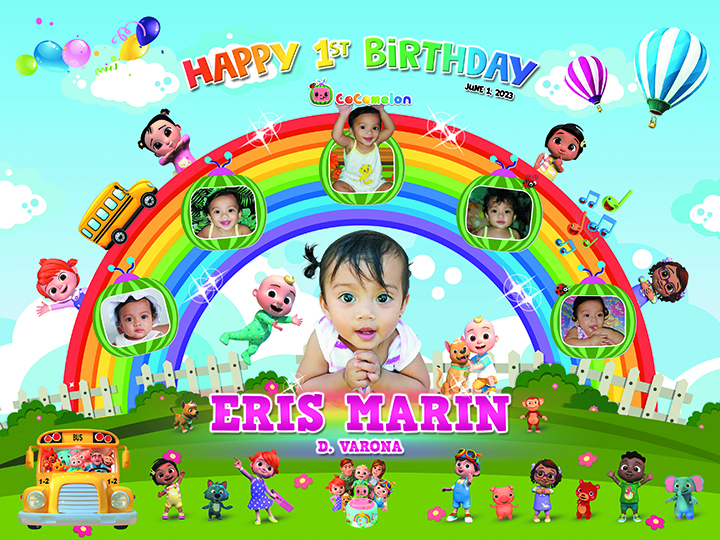 HAPPY 1ST BiRTHDAY
JUNE 1, 2023
CoComelon
ERIS MARIN
D. VARONA
BUS
1-2 1-2